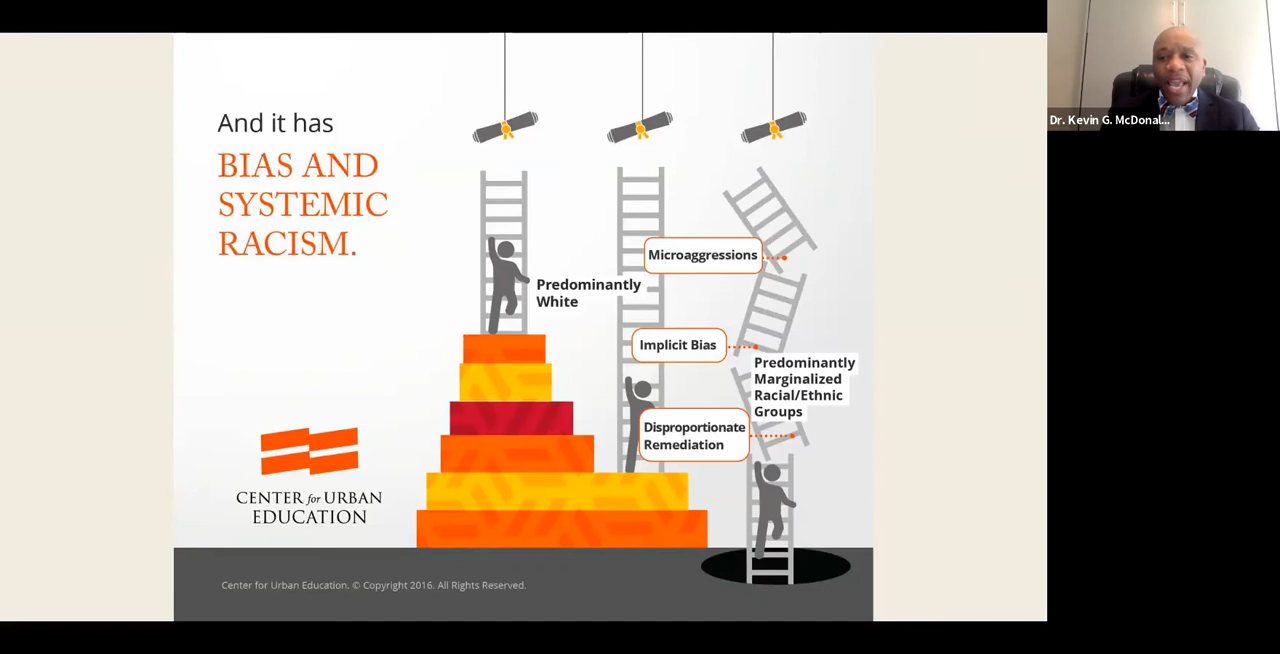 And it has
BIAS AND
SYSTEMIC
RACISM.
Predominantly
White
Microaggressions
Implicit Bias
Predominantly
Marginalized
Racial/Ethnic
Groups
Disproportionate
Remediation
CENTER for URBAN
EDUCATION
Center for Urban Education. © Copyright 2016. All Rights Reserved.
Dr. Kevin G. McDonal...